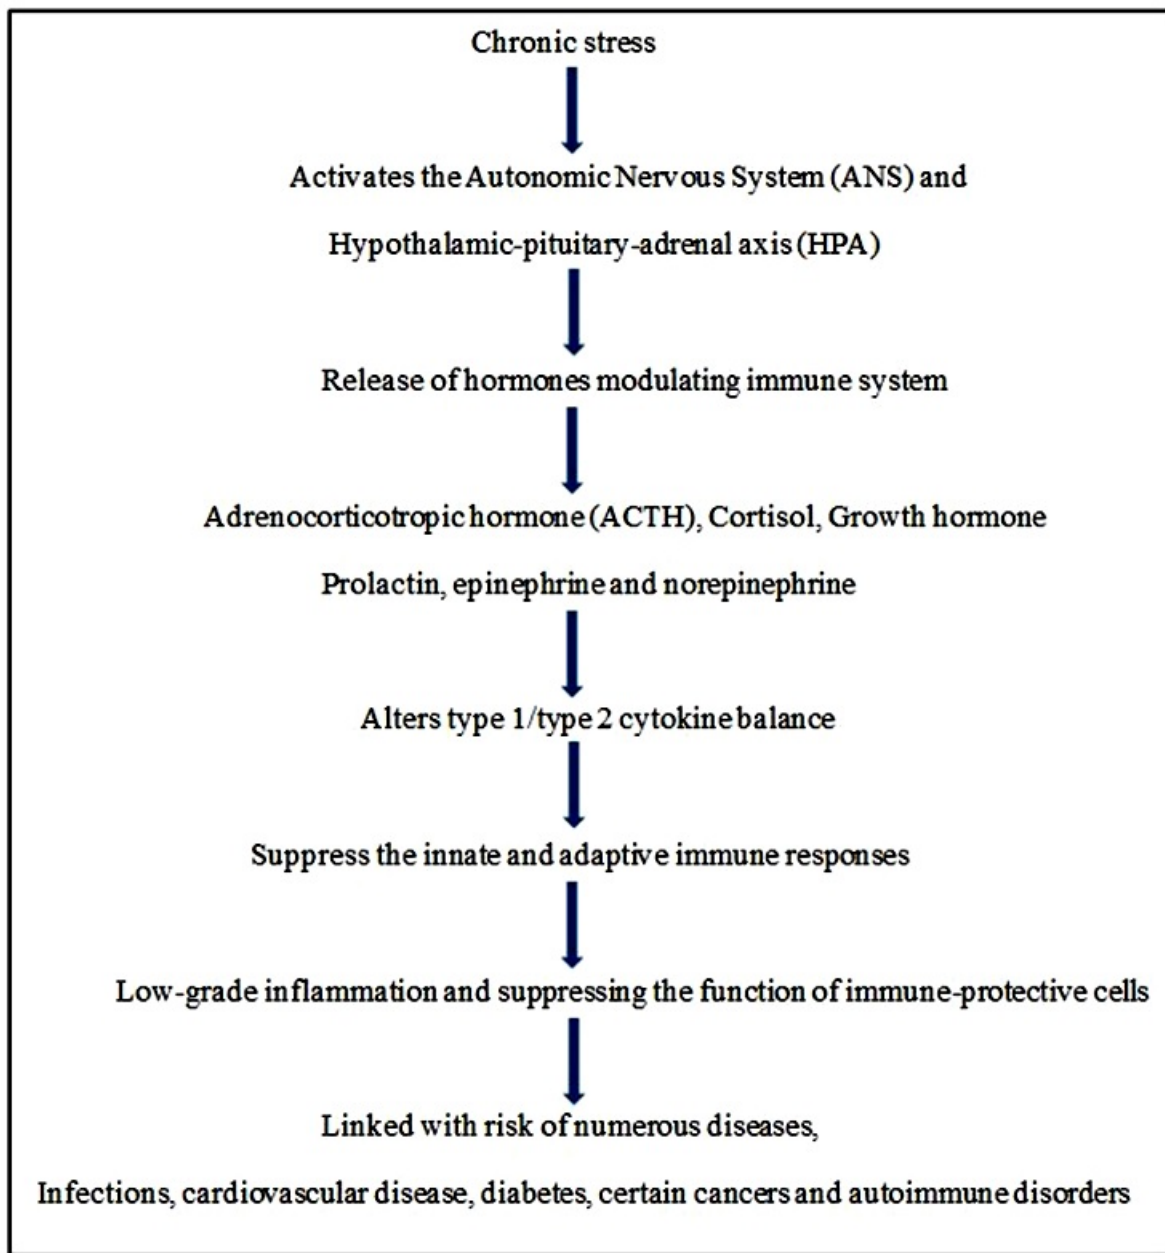 Chronic stress
Activates the Autonomic Nervous System (ANS) and
Hypothalamic-pituitary-adrenal axis (HPA)
Release of hormones modulating immune system
Adrenocorticotropic hormone (ACTH), Cortisol, Growth hormone
Prolactin, epinephrine and norepinephrine
Alters type 1/type 2 cytokine balance
Suppress the innate and adaptive immune responses
Low-grade inflammation and suppressing the function of immune-protective cells
Linked with risk of numerous diseases,
Infections, cardiovascular disease, diabetes, certain cancers and autoimmune disorders